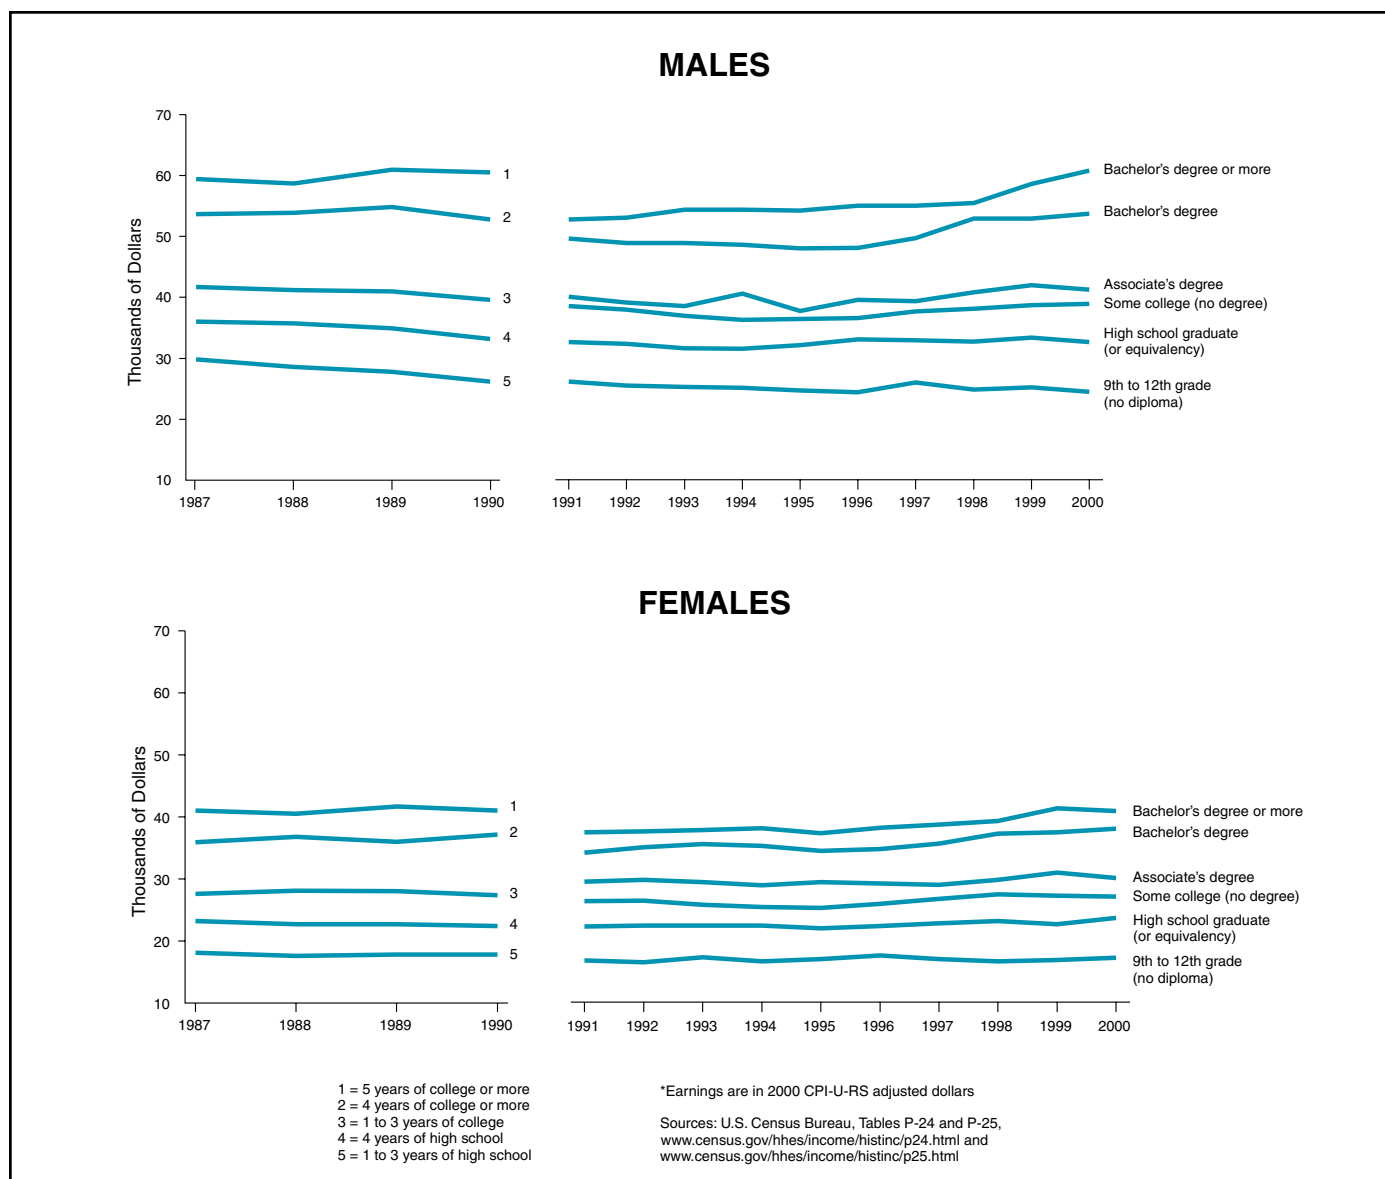 MALES
Thousands of Dollars
70
60
50
40
30
20
10
1
2
3
4
5
1987
1988
1989
1990
1991
1992
1993
1994
1995
1996
1997
1998
1999
2000
Bachelor's degree or more
Bachelor's degree
Associate's degree
Some college (no degree)
High school graduate
(or equivalency)
9th to 12th grade
(no diploma)
FEMALES
Thousands of Dollars
70
60
50
40
30
20
10
1
2
3
4
5
1987
1988
1989
1990
1991
1992
1993
1994
1995
1996
1997
1998
1999
2000
Bachelor's degree or more
Bachelor's degree
Associate's degree
Some college (no degree)
High school graduate
(or equivalency)
9th to 12th grade
(no diploma)
1 = 5 years of college or more
2 = 4 years of college or more
3 = 1 to 3 years of college
4 = 4 years of high school
5 = 1 to 3 years of high school
*Earnings are in 2000 CPI-U-RS adjusted dollars
Sources: U.S. Census Bureau, Tables P-24 and P-25,
www.census.gov/hhes/income/histinc/p24.html and
www.census.gov/hhes/income/histinc/p25.html